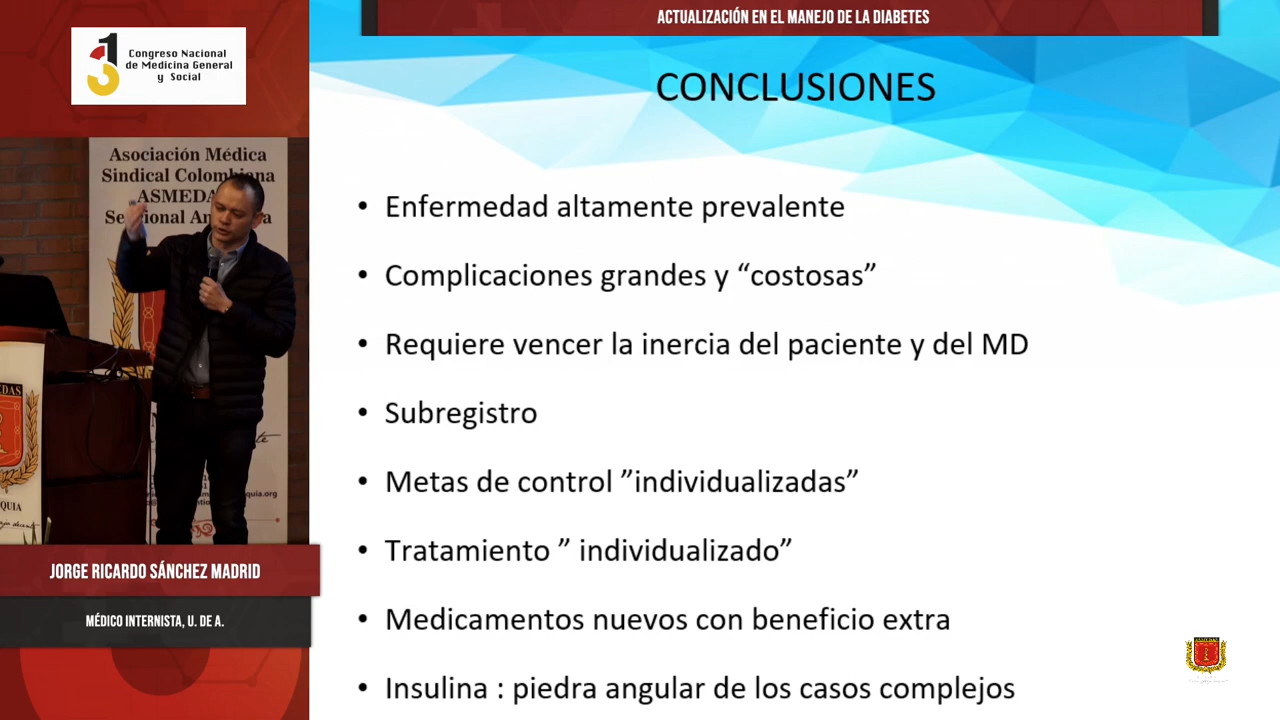 ACTUALIZACIÓN EN EL MANEJO DE LA DIABETES
13 Congreso Nacional
de Medicina General
y Social
Asociación Médica
Sindical Colombiana
CONCLUSIONES
• Enfermedad altamente prevalente
• Complicaciones grandes y “costosas”
• Requiere vencer la inercia del paciente y del MD
• Subregistro
• Metas de control ”individualizadas”
• Tratamiento ” individualizado”
• Medicamentos nuevos con beneficio extra
• Insulina : piedra angular de los casos complejos
JORGE RICARDO SÁNCHEZ MADRID
MÉDICO INTERNISTA, U. DE A.